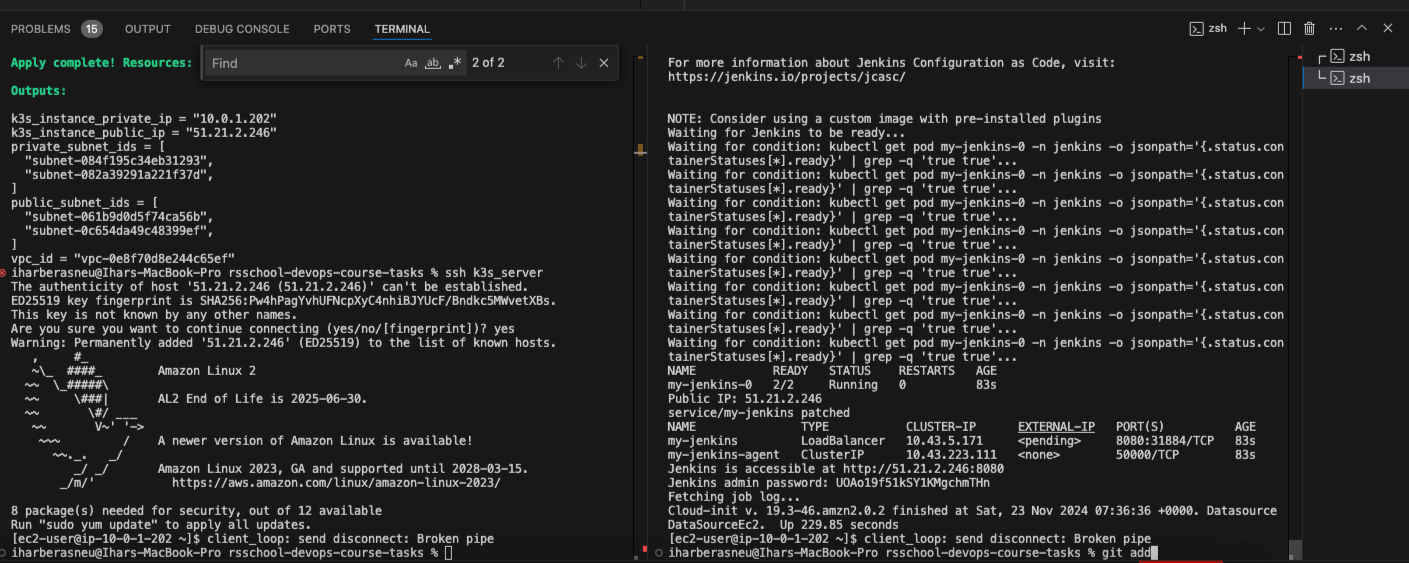 PROBLEMS 15 OUTPUT DEBUG CONSOLE PORTS TERMINAL
zsh
Apply complete! Resources:
Find Aa ab, .* 2 of 2
Outputs:
k3s_instance_private_ip = "10.0.1.202"
k3s_instance_public_ip = "51.21.2.246"
private_subnet_ids = [
"subnet-084f195c34eb31293",
"subnet-082a39291a221f37d",
]
public_subnet_ids = [
"subnet-061b9d0d5f74ca56b",
"subnet-0c654da49c48399ef",
]
vpc_id = "vpc-0e8f70d8e244c65ef"
iharberasneu@Ihars-MacBook-Pro rsschool-devops-course-tasks % ssh k3s_server
The authenticity of host '51.21.2.246 (51.21.2.246)' can't be established.
ED25519 key fingerprint is SHA256:Pw4hPagYvhUFNcpXyC4nhiBJYUcF/Bndkc5MWvetXBs.
This key is not known by any other names.
Are you sure you want to continue connecting (yes/no/[fingerprint])? yes
Warning: Permanently added '51.21.2.246' (ED25519) to the list of known hosts.
   ,     #_
   ~\_  ####_        Amazon Linux 2
  ~~  \_#####\
  ~~     \###|       AL2 End of Life is 2025-06-30.
  ~~       \#/ ___
   ~~       V~' '->
    ~~~         /    A newer version of Amazon Linux is available!
      ~~._.   _/
         _/ _/       Amazon Linux 2023, GA and supported until 2028-03-15.
       _/m/'           https://aws.amazon.com/linux/amazon-linux-2023/
8 package(s) needed for security, out of 12 available
Run "sudo yum update" to apply all updates.
[ec2-user@ip-10-0-1-202 ~]$ client_loop: send disconnect: Broken pipe
iharberasneu@Ihars-MacBook-Pro rsschool-devops-course-tasks %
For more information about Jenkins Configuration as Code, visit:
https://jenkins.io/projects/jcasc/
NOTE: Consider using a custom image with pre-installed plugins
Waiting for Jenkins to be ready...
Waiting for condition: kubectl get pod my-jenkins-0 -n jenkins -o jsonpath='{.status.con
tainerStatuses[*].ready}' | grep -q 'true true'...
Waiting for condition: kubectl get pod my-jenkins-0 -n jenkins -o jsonpath='{.status.con
tainerStatuses[*].ready}' | grep -q 'true true'...
Waiting for condition: kubectl get pod my-jenkins-0 -n jenkins -o jsonpath='{.status.con
tainerStatuses[*].ready}' | grep -q 'true true'...
Waiting for condition: kubectl get pod my-jenkins-0 -n jenkins -o jsonpath='{.status.con
tainerStatuses[*].ready}' | grep -q 'true true'...
Waiting for condition: kubectl get pod my-jenkins-0 -n jenkins -o jsonpath='{.status.con
tainerStatuses[*].ready}' | grep -q 'true true'...
Waiting for condition: kubectl get pod my-jenkins-0 -n jenkins -o jsonpath='{.status.con
tainerStatuses[*].ready}' | grep -q 'true true'...
Waiting for condition: kubectl get pod my-jenkins-0 -n jenkins -o jsonpath='{.status.con
tainerStatuses[*].ready}' | grep -q 'true true'...
Waiting for condition: kubectl get pod my-jenkins-0 -n jenkins -o jsonpath='{.status.con
tainerStatuses[*].ready}' | grep -q 'true true'...
NAME READY STATUS RESTARTS AGE
my-jenkins-0 2/2 Running 0 83s
Public IP: 51.21.2.246
service/my-jenkins patched
NAME TYPE CLUSTER-IP EXTERNAL-IP PORT(S) AGE
my-jenkins LoadBalancer 10.43.5.171 <pending> 8080:31884/TCP 83s
my-jenkins-agent ClusterIP 10.43.223.111 <none> 50000/TCP 83s
Jenkins is accessible at http://51.21.2.246:8080
Jenkins admin password: UOAo19f51kSY1KMgchmTHn
Fetching job log...
Cloud-init v. 19.3-46.amzn2.0.2 finished at Sat, 23 Nov 2024 07:36:36 +0000. Datasource
DataSourceEc2.  Up 229.85 seconds
[ec2-user@ip-10-0-1-202 ~]$ client_loop: send disconnect: Broken pipe
iharberasneu@Ihars-MacBook-Pro rsschool-devops-course-tasks % git add
zsh
zsh